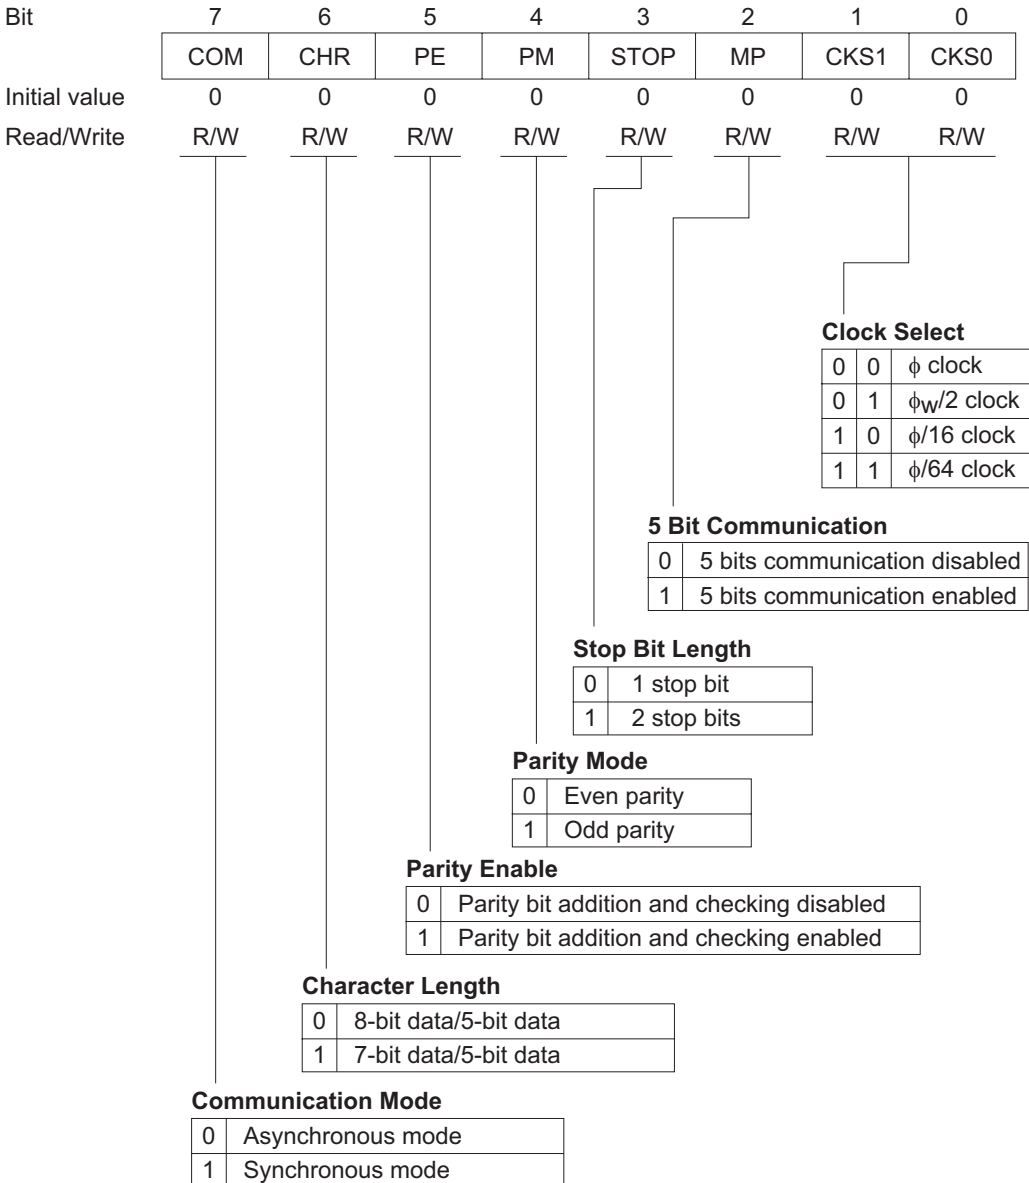 Bit 7 6 5 4 3 2 1 0
COM CHR PE PM STOP MP CKS1 CKS0
Initial value 0 0 0 0 0 0 0 0
Read/Write R/W R/W R/W R/W R/W R/W R/W R/W
Clock Select
0 0 ϕ clock
0 1 ϕW/2 clock
1 0 ϕ/16 clock
1 1 ϕ/64 clock
5 Bit Communication
0 5 bits communication disabled
1 5 bits communication enabled
Stop Bit Length
0 1 stop bit
1 2 stop bits
Parity Mode
0 Even parity
1 Odd parity
Parity Enable
0 Parity bit addition and checking disabled
1 Parity bit addition and checking enabled
Character Length
0 8-bit data/5-bit data
1 7-bit data/5-bit data
Communication Mode
0 Asynchronous mode
1 Synchronous mode